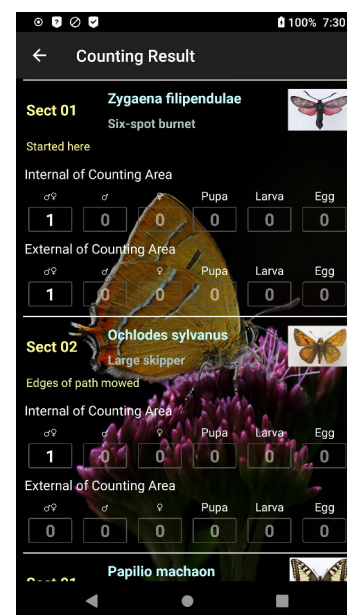 100% 7:30
Counting Result
Sect 01 Zygaena filipendulae
Six-spot burnet
Started here
Internal of Counting Area
♂♀ ♂ ♀ Pupa Larva Egg
1 0 0 0 0 0
External of Counting Area
♂♀ ♂ ♀ Pupa Larva Egg
1 0 0 0 0 0
Sect 02 Ochlodes sylvanus
Large skipper
Edges of path mowed
Internal of Counting Area
♂♀ ♂ ♀ Pupa Larva Egg
1 0 0 0 0 0
External of Counting Area
♂♀ ♂ ♀ Pupa Larva Egg
0 0 0 0 0 0
Papilio machaon